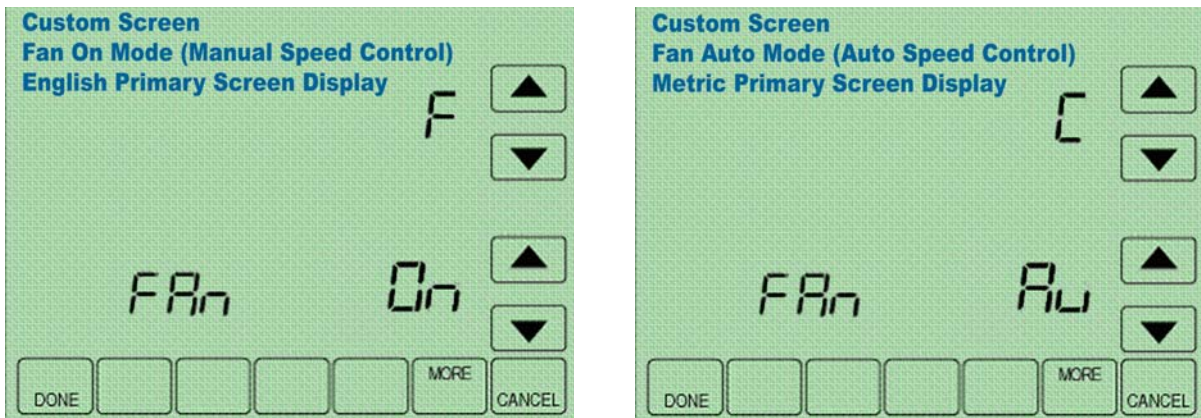 Custom Screen
Fan On Mode (Manual Speed Control)
English Primary Screen Display
F
FAn On
DONE MORE CANCEL
Custom Screen
Fan Auto Mode (Auto Speed Control)
Metric Primary Screen Display
C
FAn Au
DONE MORE CANCEL